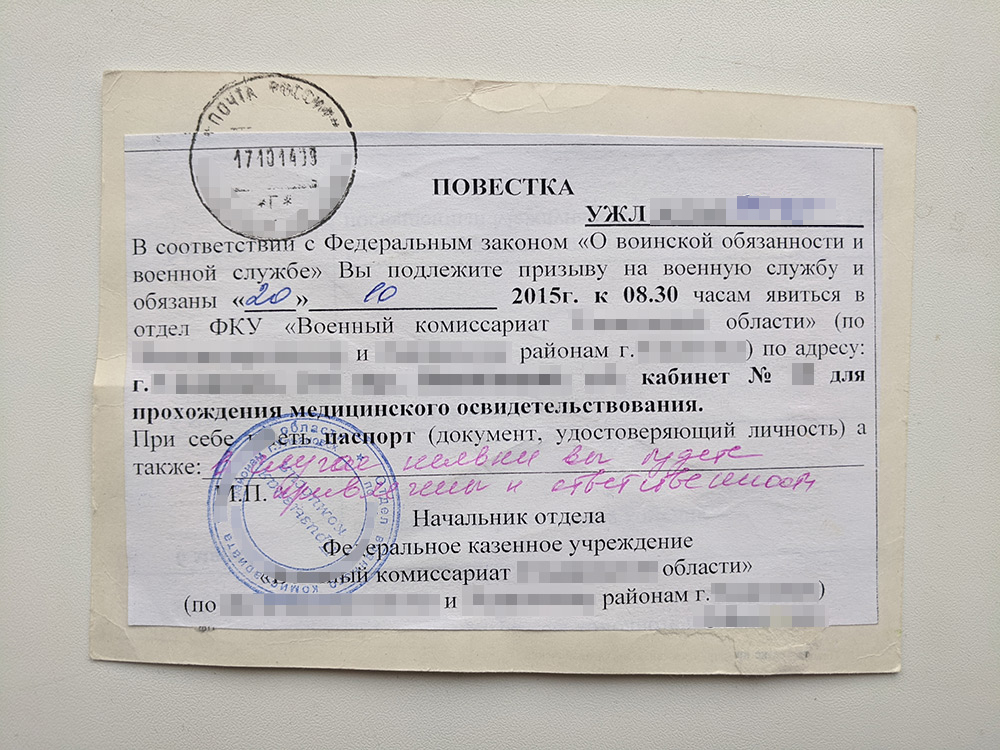 ПОЧТА РОССИИ
17101409
*Г*
ПОВЕСТКА
УЖЛ
В соответствии с Федеральным законом «О воинской обязанности и
военной службе» Вы подлежите призыву на военную службу и
обязаны «20» 10 2015г. к 08.30 часам явиться в
отдел ФКУ «Военный комиссариат области» (по
и районам г. ) по адресу:
г. кабинет № для
прохождения медицинского освидетельствования.
При себе паспорт (документ, удостоверяющий личность) а
также: в случае неявки вы будете
М.П. привлечены к ответственности
Начальник отдела
Федеральное казенное учреждение
комиссариат области»
(по и районам г. )